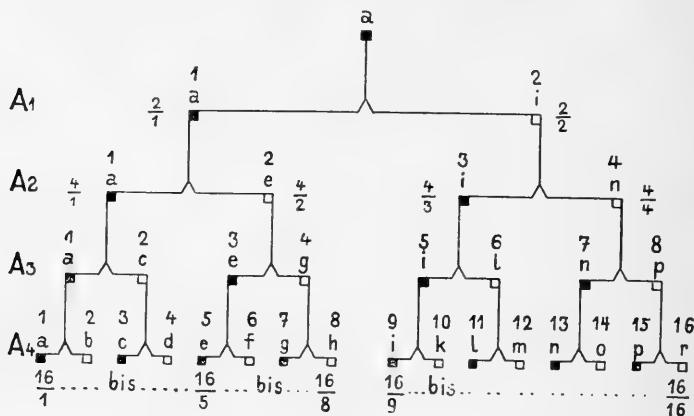 a
1 2
A1 2/1 a i 2/2
1 2 3 4
A2 4/1 a e 4/2 4/3 i n 4/4
1 2 3 4 5 6 7 8
A3 a c e g i l n p
1 2 3 4 5 6 7 8 9 10 11 12 13 14 15 16
A4 a b c d e f g h i k l m n o p r
16/1 .... bis .... 16/5 .... bis .... 16/8 16/9 .. bis .......... 16/16